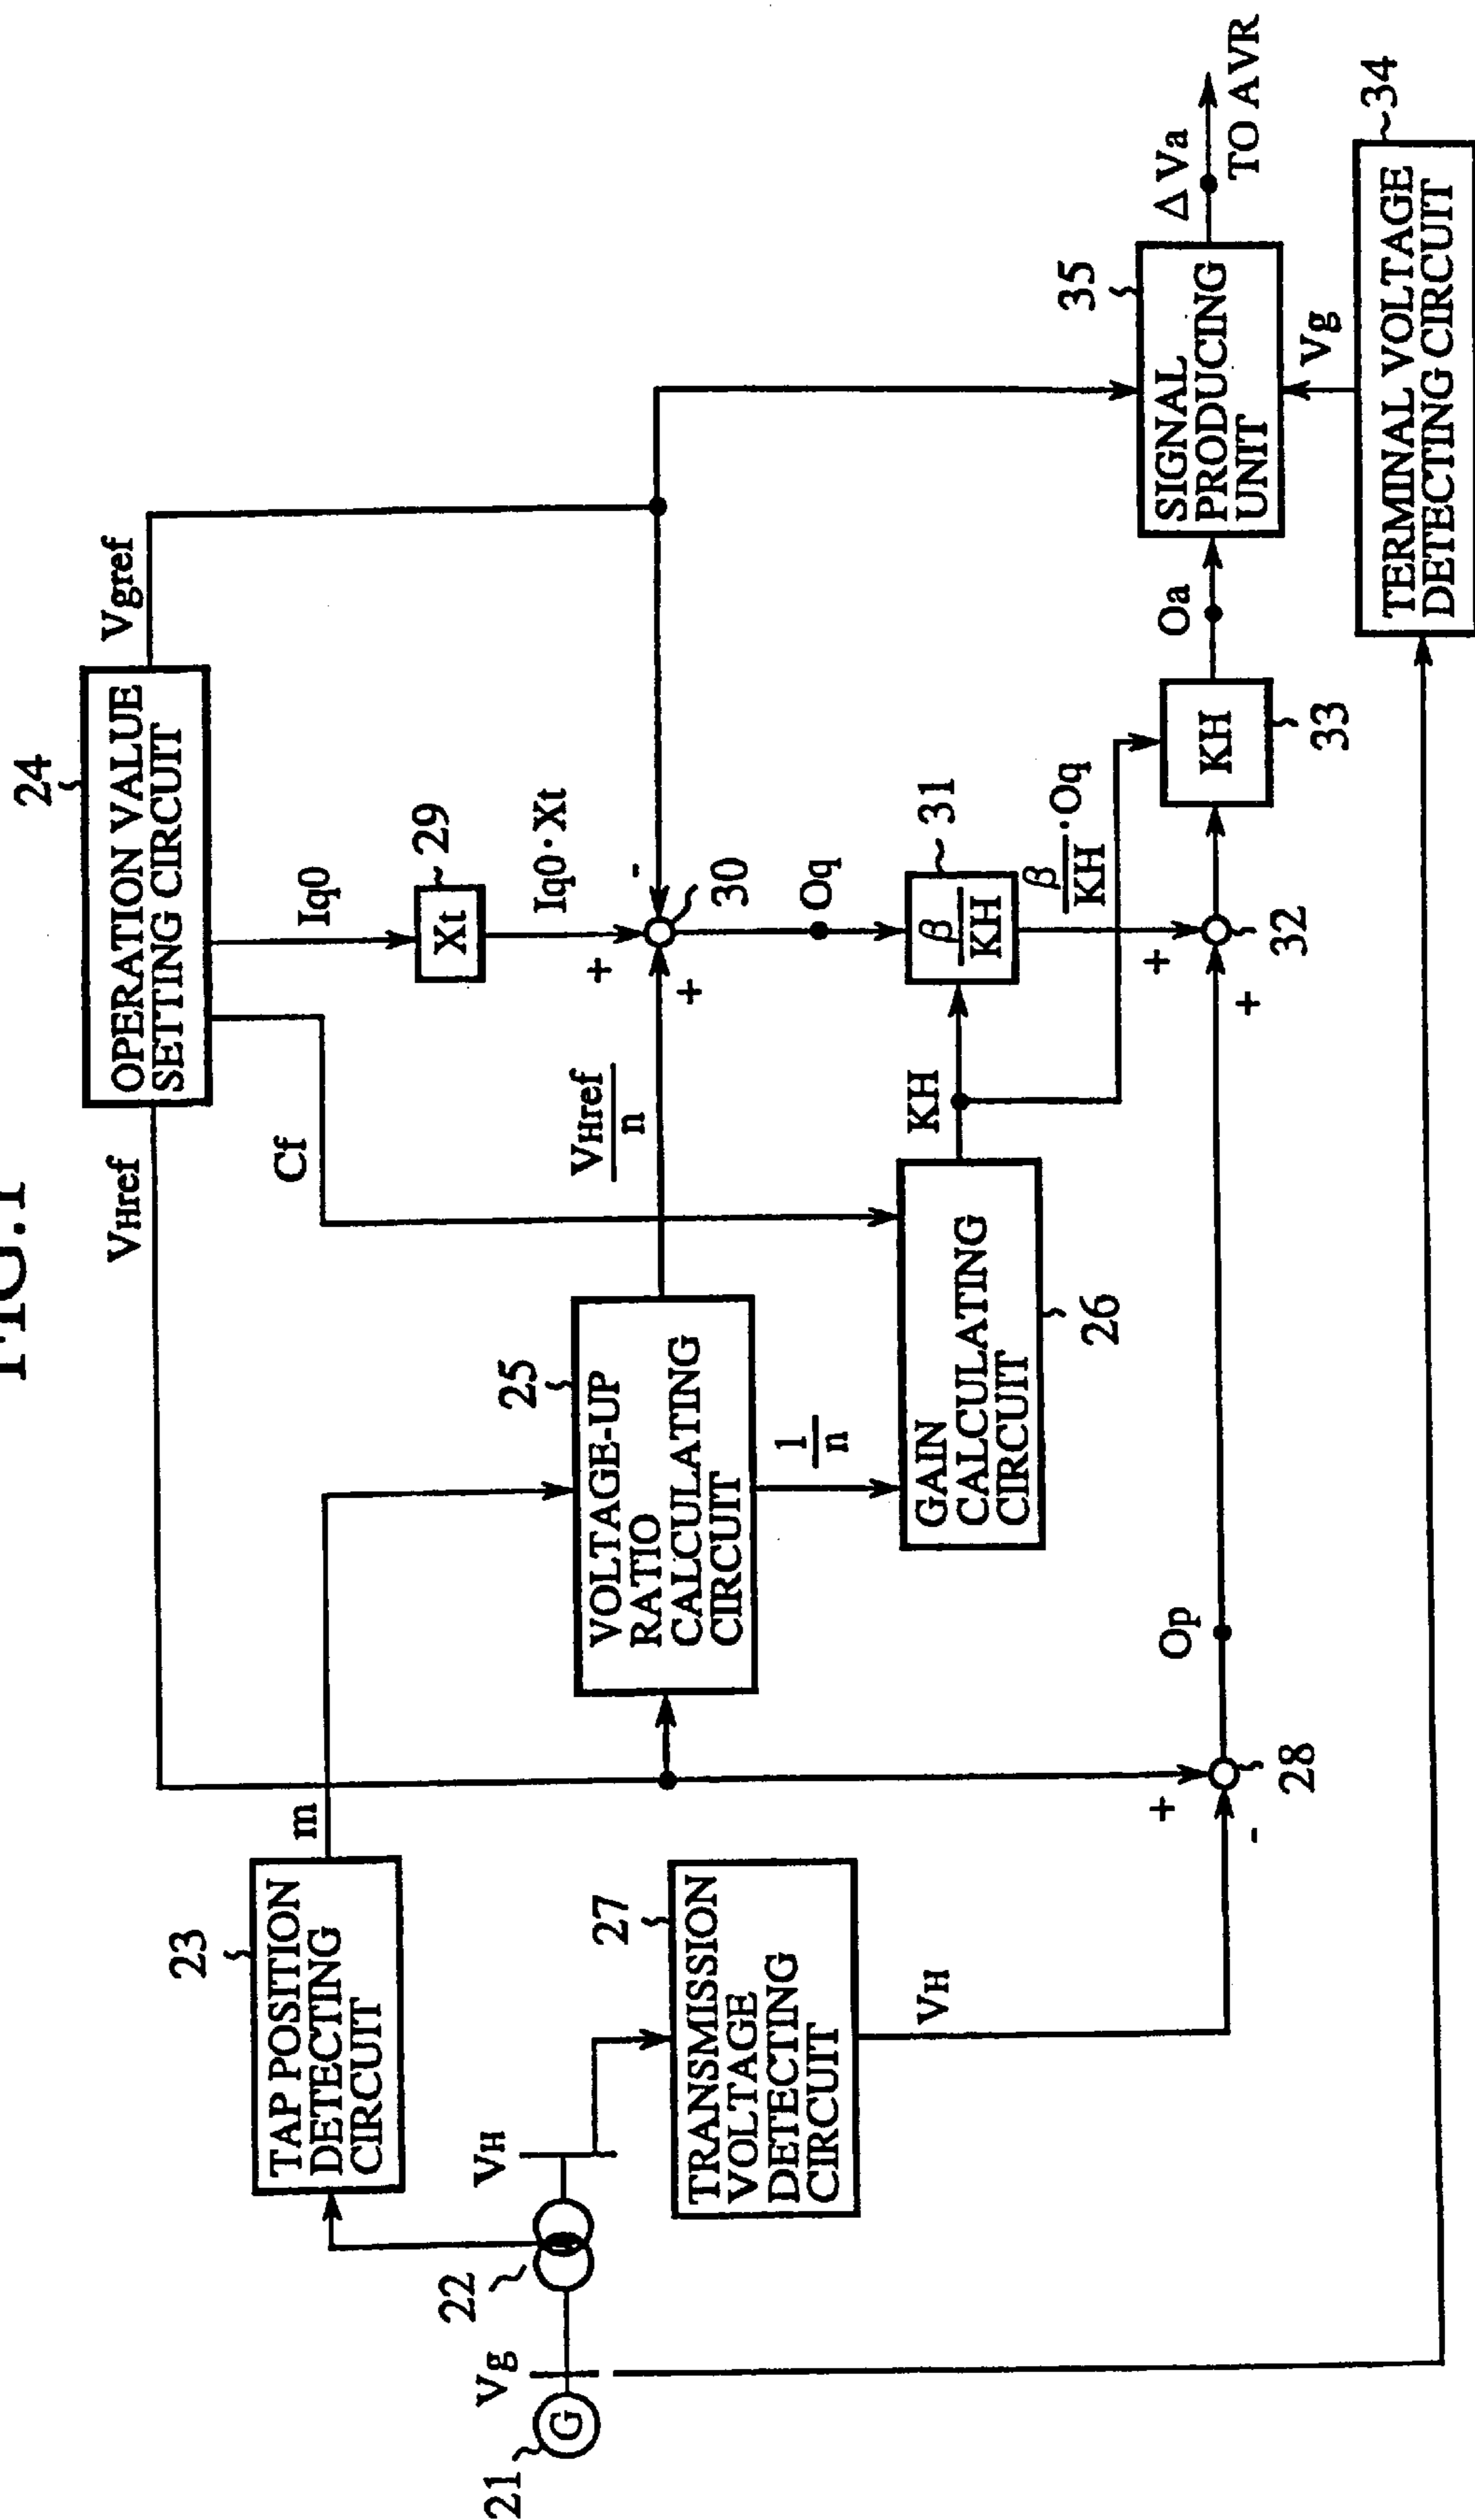 FIG.1
24
OPERATION VALUE
SETTING CIRCUIT
VHref
Vgref
Cf
Iq0
Xt
29
Iq0·Xt
23
TAP POSITION
DETECTING
CIRCUIT
m
25
VOLTAGE-UP
RATIO
CALCULATING
CIRCUIT
VHref
n
1
n
+
+
-
30
Oq
21
G
Vg
22
VH
27
TRANSMISSION
VOLTAGE
DETECTING
CIRCUIT
VH
GAIN
CALCULATING
CIRCUIT
26
KH
β
KH
31
β
KH
·Oq
+
-
28
Op
+
+
32
KH
33
Oa
35
SIGNAL
PRODUCING
UNIT
ΔVa
TO AVR
Vg
34
TERMINAL VOLTAGE
DETECTING CIRCUIT